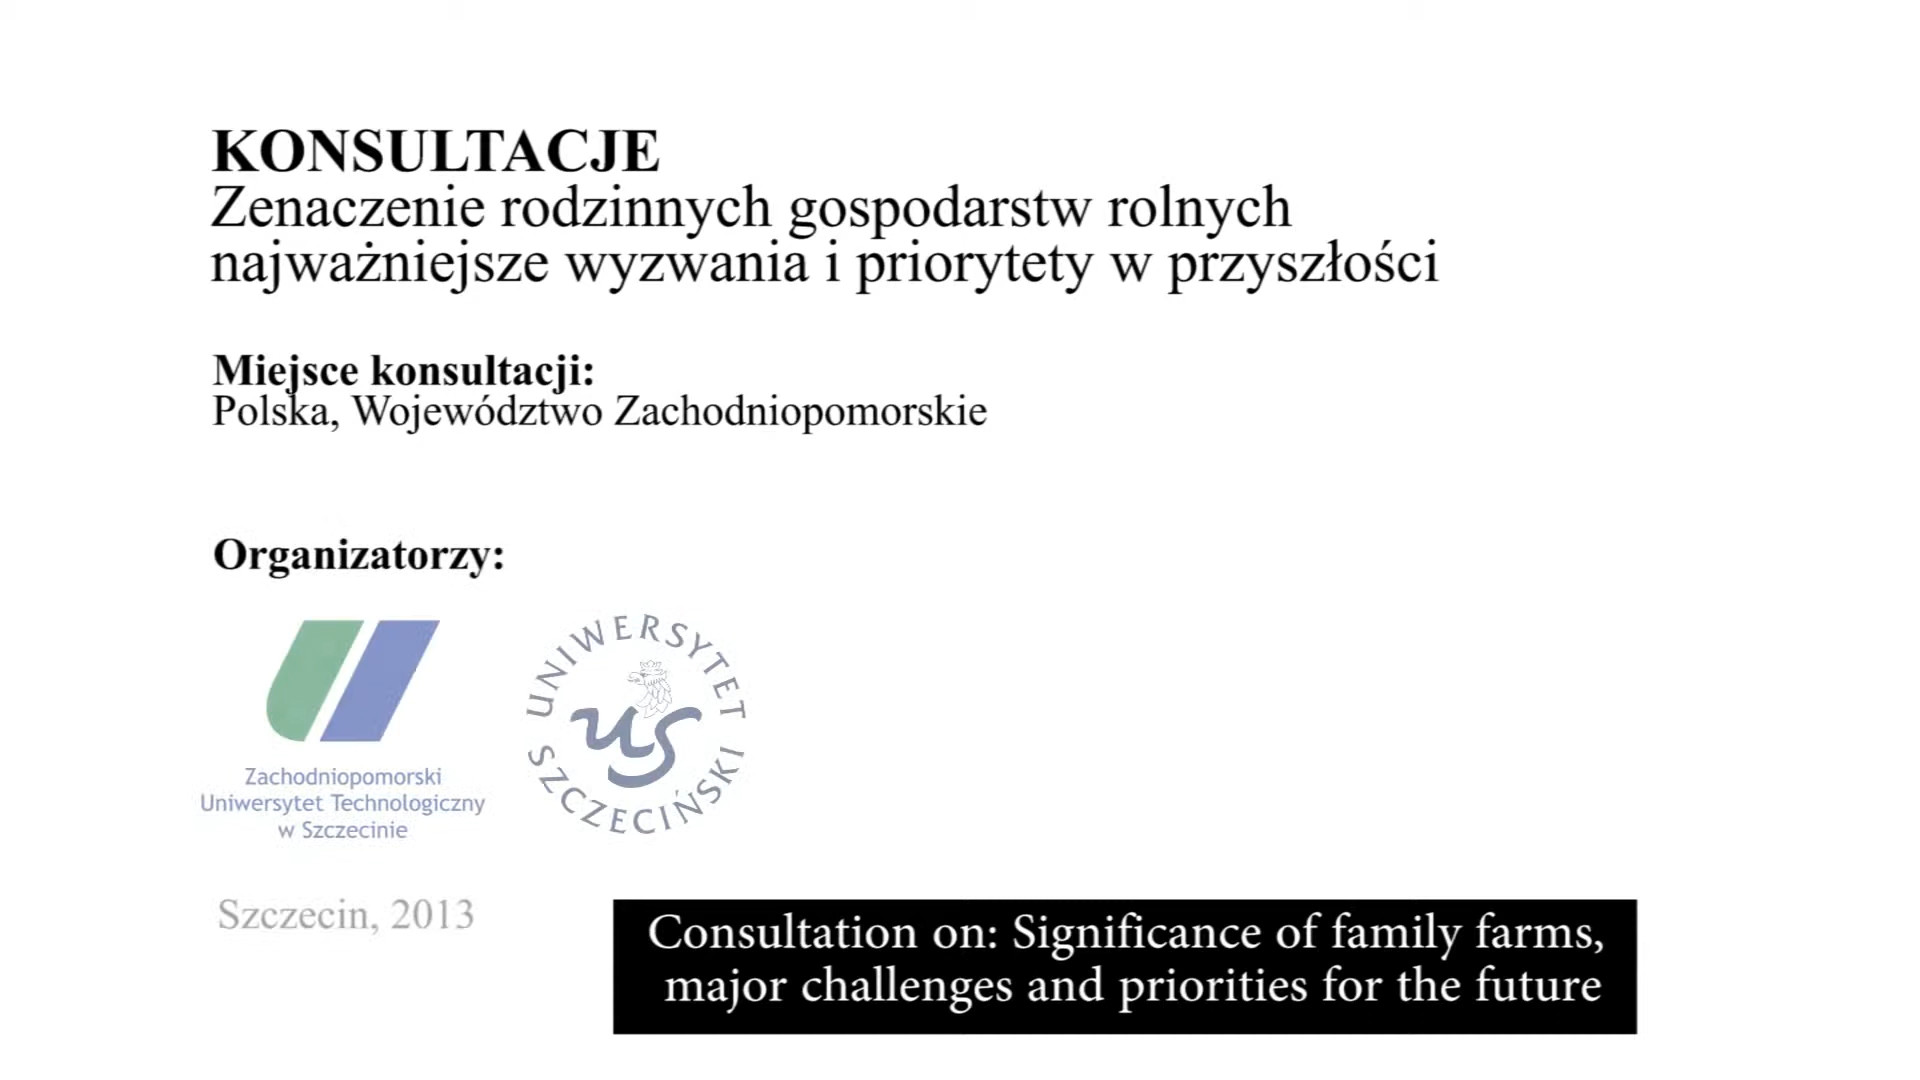 KONSULTACJE
Zenaczenie rodzinnych gospodarstw rolnych
najważniejsze wyzwania i priorytety w przyszłości
Miejsce konsultacji:
Polska, Województwo Zachodniopomorskie
Organizatorzy:
Zachodniopomorski
Uniwersytet Technologiczny
w Szczecinie
UNIWERSYTET
SZCZECIŃSKI
us
Szczecin, 2013
Consultation on: Significance of family farms,
major challenges and priorities for the future